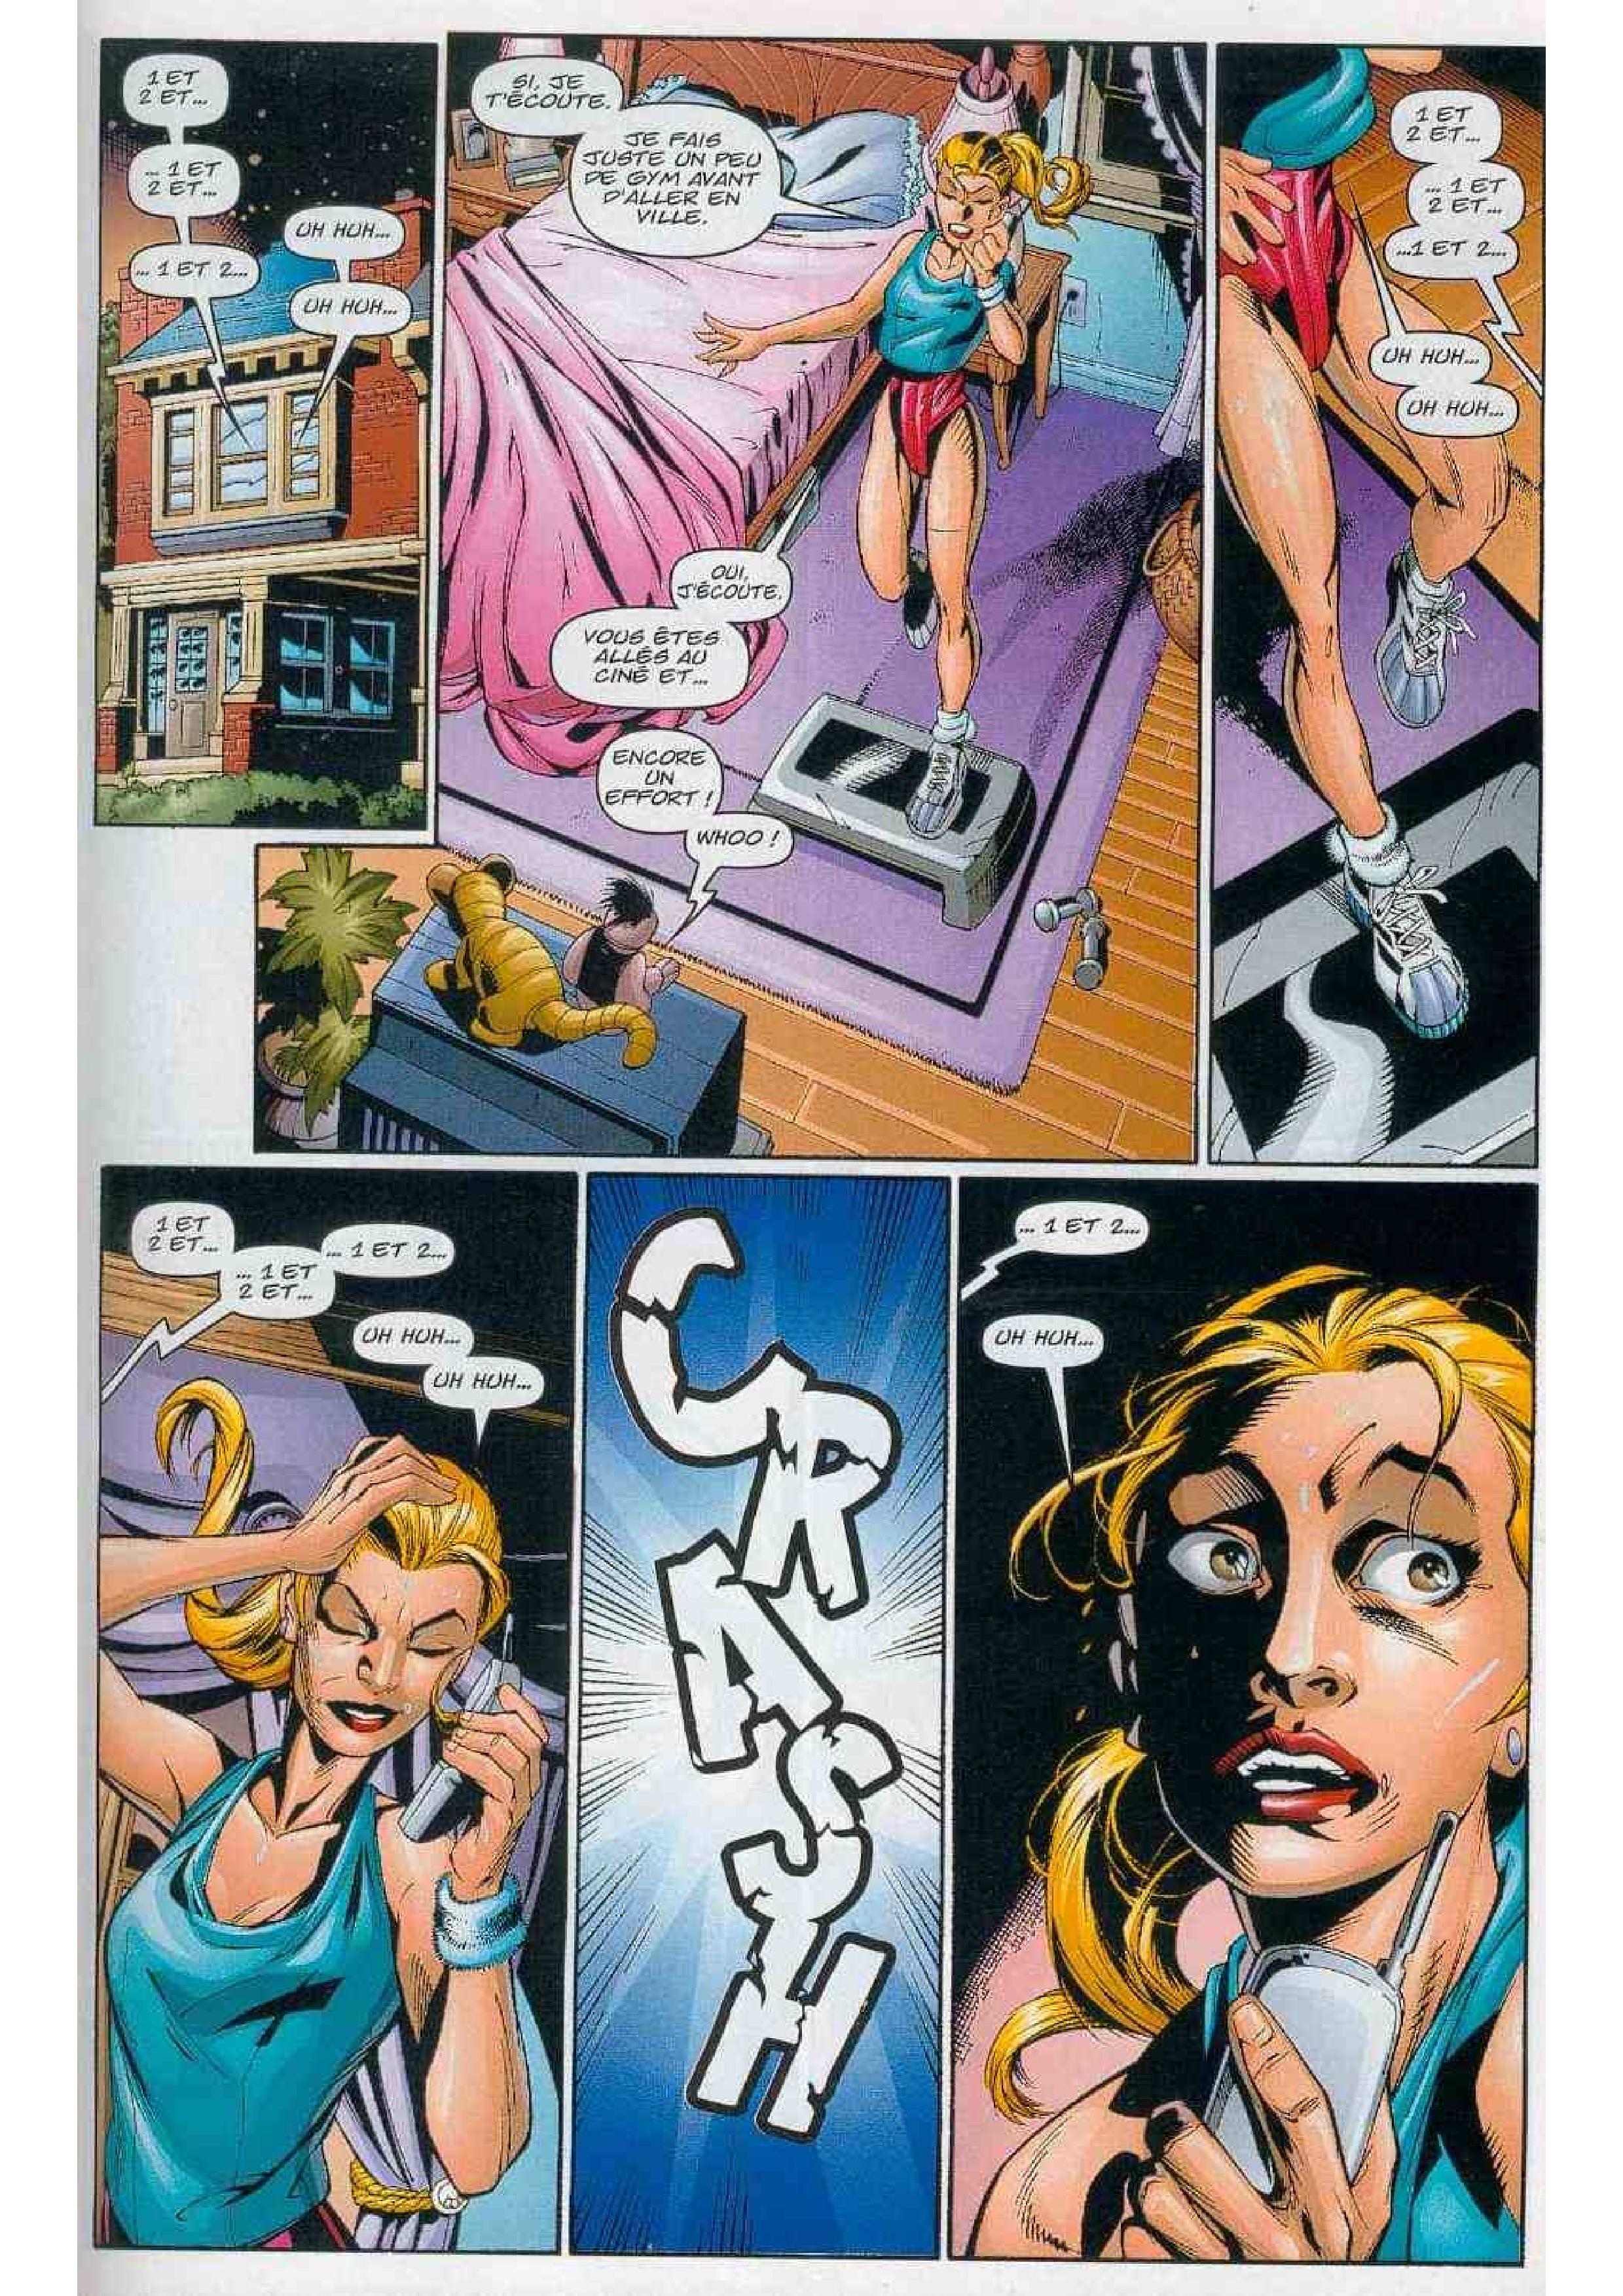 1 ET
2 ET...
... 1 ET
2 ET...
... 1 ET 2...
UH HUH...
UH HUH...
SI, JE
T'ÉCOUTE.
JE FAIS
JUSTE UN PEU
DE GYM AVANT
D'ALLER EN
VILLE.
OUI,
J'ÉCOUTE.
VOUS ÊTES
ALLÉS AU
CINÉ ET...
ENCORE
UN
EFFORT !
WHOO !
1 ET
2 ET...
... 1 ET
2 ET...
...1 ET 2...
UH HUH...
UH HUH...
1 ET
2 ET...
... 1 ET
2 ET...
... 1 ET 2...
UH HUH...
UH HUH...
CRASH
... 1 ET 2...
UH HUH...